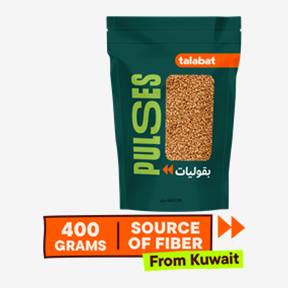 talabat
PULSES
بقوليات
400
GRAMS
SOURCE
OF FIBER
From Kuwait